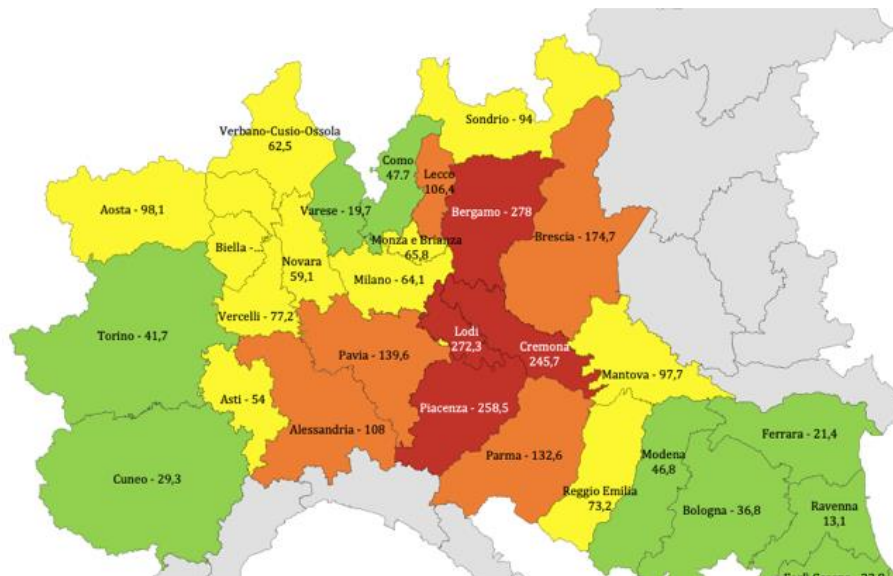 Sondrio - 94
Verbano-Cusio-Ossola
62,5
Como
47.7
Lecco
106,4
Aosta - 98,1
Varese - 19,7
Bergamo - 278
Brescia - 174,7
Monza e Brianza
65,8
Biella - ...
Novara
59,1
Milano - 64,1
Vercelli - 77,2
Torino - 41,7
Lodi
272,3
Pavia - 139,6
Cremona
245,7
Mantova - 97,7
Asti - 54
Piacenza - 258,5
Alessandria - 108
Ferrara - 21,4
Parma - 132,6
Modena
46,8
Cuneo - 29,3
Reggio Emilia
73,2
Bologna - 36,8
Ravenna
13,1